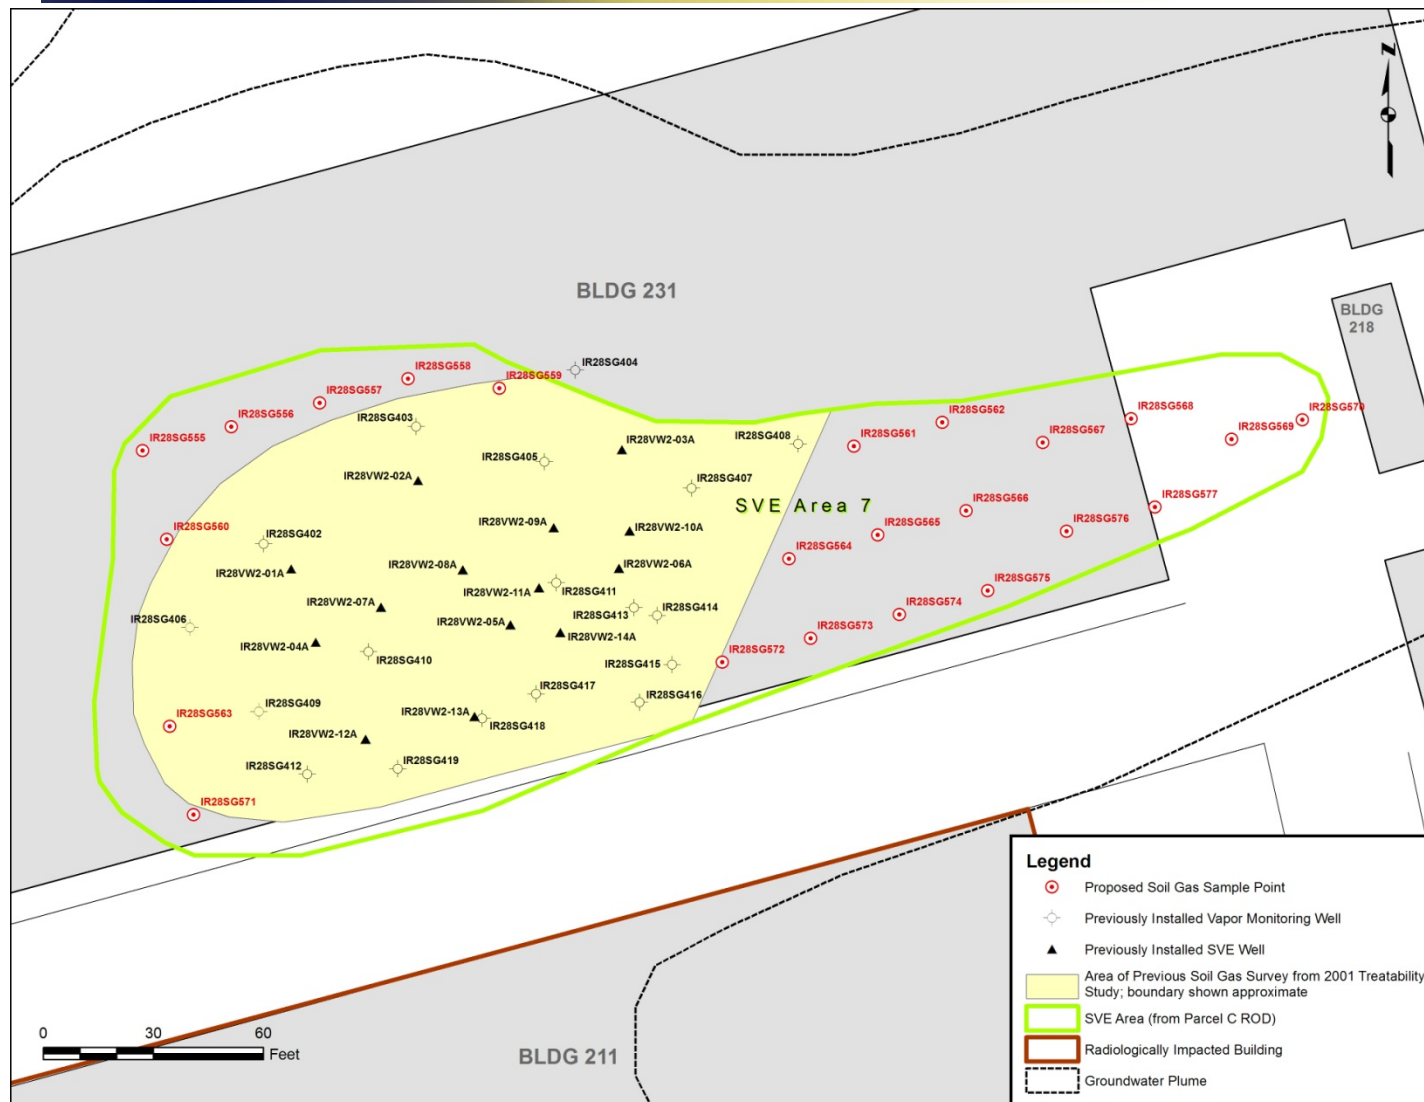 Z
BLDG 231
BLDG
218
IR28SG404
IR28SG558
IR28SG559
IR28SG557
IR28SG556
IR28SG555
IR28SG403
IR28SG408
IR28SG561
IR28SG562
IR28SG567
IR28SG568
IR28SG570
IR28SG569
IR28VW2-03A
IR28SG405
IR28VW2-02A
IR28SG407
SVE Area 7
IR28SG560
IR28SG402
IR28VW2-09A
IR28VW2-10A
IR28SG566
IR28SG565
IR28SG564
IR28SG577
IR28SG576
IR28VW2-01A
IR28VW2-08A
IR28VW2-06A
IR28VW2-11A
IR28SG411
IR28SG575
IR28VW2-07A
IR28SG413
IR28SG414
IR28SG574
IR28SG406
IR28VW2-04A
IR28VW2-05A
IR28VW2-14A
IR28SG573
IR28SG410
IR28SG415
IR28SG572
IR28SG409
IR28SG417
IR28SG416
IR28SG563
IR28VW2-13A
IR28SG418
IR28VW2-12A
IR28SG412
IR28SG419
IR28SG571
0 30 60
Feet
BLDG 211
Legend
Proposed Soil Gas Sample Point
Previously Installed Vapor Monitoring Well
Previously Installed SVE Well
Area of Previous Soil Gas Survey from 2001 Treatability
Study; boundary shown approximate
SVE Area (from Parcel C ROD)
Radiologically Impacted Building
Groundwater Plume